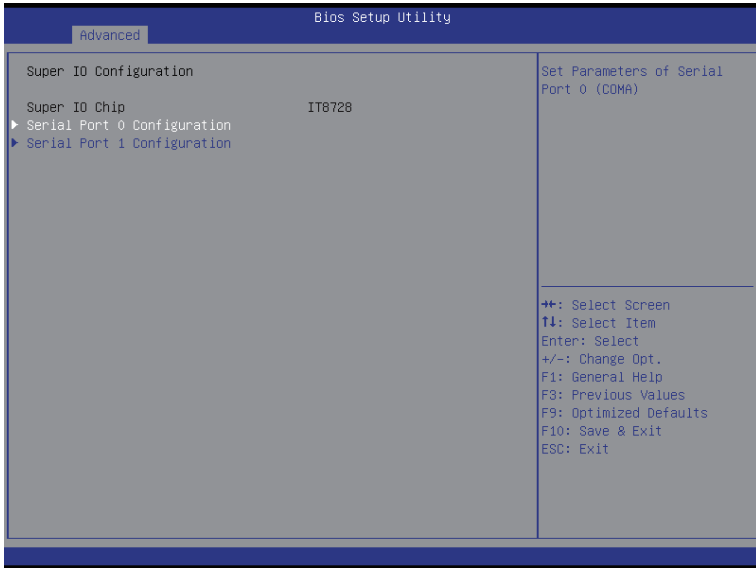 Bios Setup Utility
Advanced
Super IO Configuration
Super IO Chip IT8728
▶ Serial Port 0 Configuration
▶ Serial Port 1 Configuration
Set Parameters of Serial
Port 0 (COMA)
→←: Select Screen
↑↓: Select Item
Enter: Select
+/-: Change Opt.
F1: General Help
F3: Previous Values
F9: Optimized Defaults
F10: Save & Exit
ESC: Exit